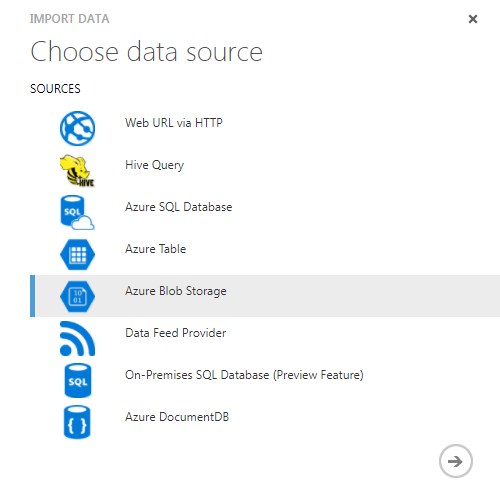 IMPORT DATA
Choose data source
SOURCES
Web URL via HTTP
HIVE
Hive Query
SQL
Azure SQL Database
Azure Table
10
01
Azure Blob Storage
Data Feed Provider
SQL
On-Premises SQL Database (Preview Feature)
{ }
Azure DocumentDB